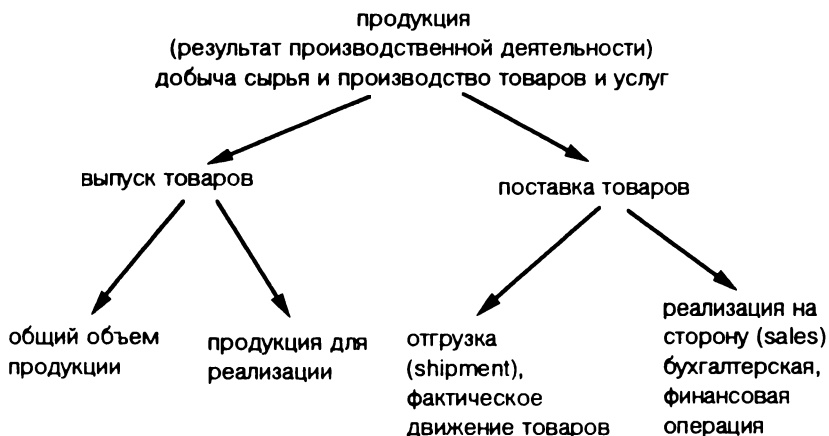 продукция
(результат производственной деятельности)
добыча сырья и производство товаров и услуг
выпуск товаров
поставка товаров
общий объем
продукции
продукция для
реализации
отгрузка
(shipment),
фактическое
движение товаров
реализация на
сторону (sales)
бухгалтерская,
финансовая
операция